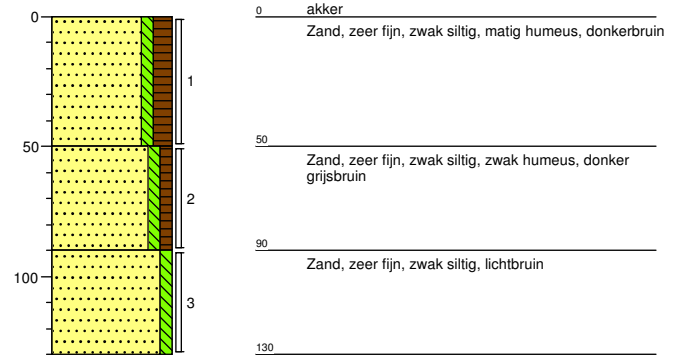 0
50
100
1
2
3
0 akker
Zand, zeer fijn, zwak siltig, matig humeus, donkerbruin
50
Zand, zeer fijn, zwak siltig, zwak humeus, donker
grijsbruin
90
Zand, zeer fijn, zwak siltig, lichtbruin
130